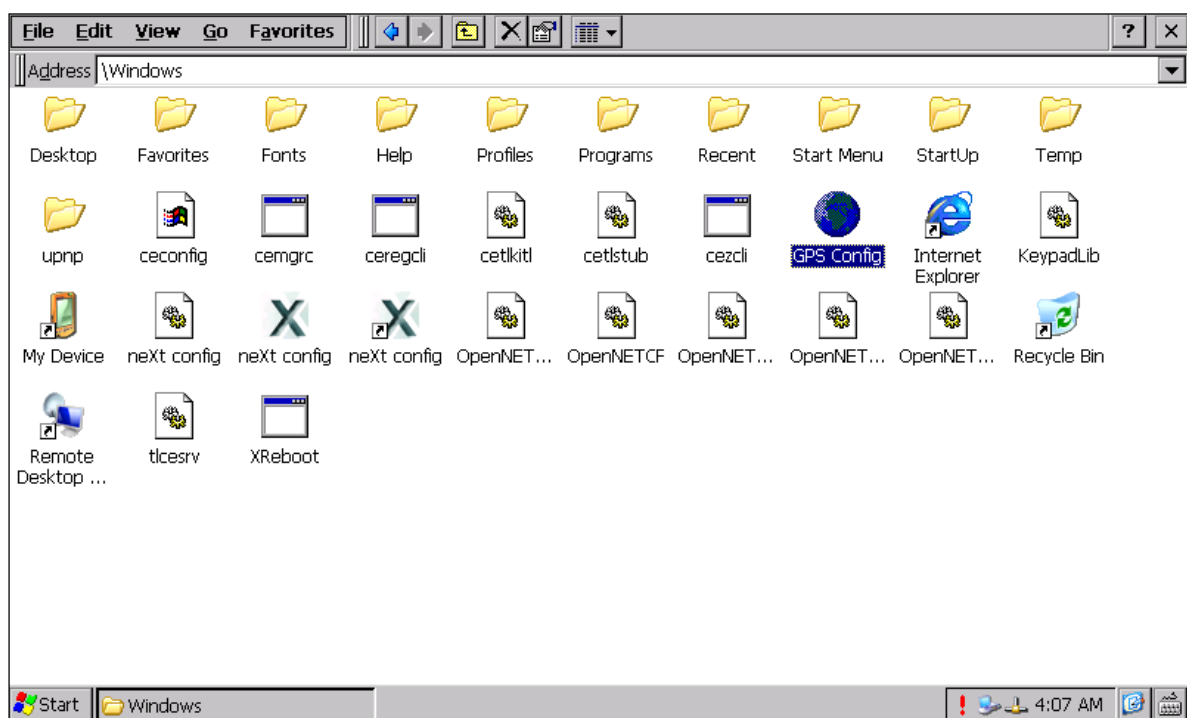 File Edit View Go Favorites ? ×
Address \Windows
Desktop Favorites Fonts Help Profiles Programs Recent Start Menu StartUp Temp
upnp ceconfig cemgrc ceregcli cetlkitl cetlstub cezcli GPS Config Internet Explorer KeypadLib
My Device neXt config neXt config neXt config OpenNET... OpenNETCF OpenNET... OpenNET... OpenNET... Recycle Bin
Remote Desktop ... tlcesrv XReboot
Start Windows 4:07 AM